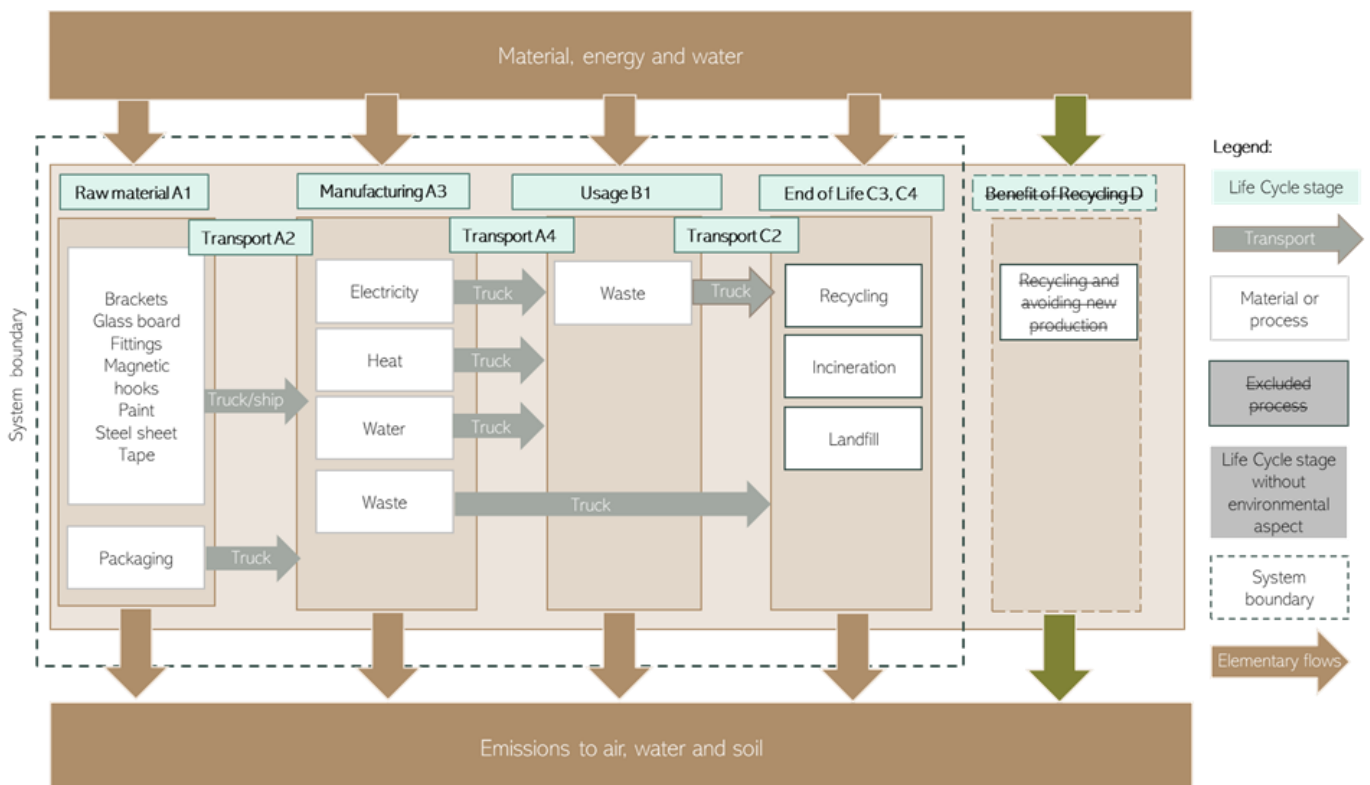 Material, energy and water
System boundary
Raw material A1
Manufacturing A3
Usage B1
End of Life C3, C4
Benefit of Recycling D
Transport A2
Transport A4
Transport C2
Brackets
Glass board
Fittings
Magnetic
hooks
Paint
Steel sheet
Tape
Packaging
Truck/ship
Truck
Electricity
Heat
Water
Waste
Truck
Truck
Truck
Truck
Waste
Truck
Recycling
Incineration
Landfill
Recycling and
avoiding new
production
Emissions to air, water and soil
Legend:
Life Cycle stage
Transport
Material or
process
Excluded
process
Life Cycle stage
without
environmental
aspect
System
boundary
Elementary flows